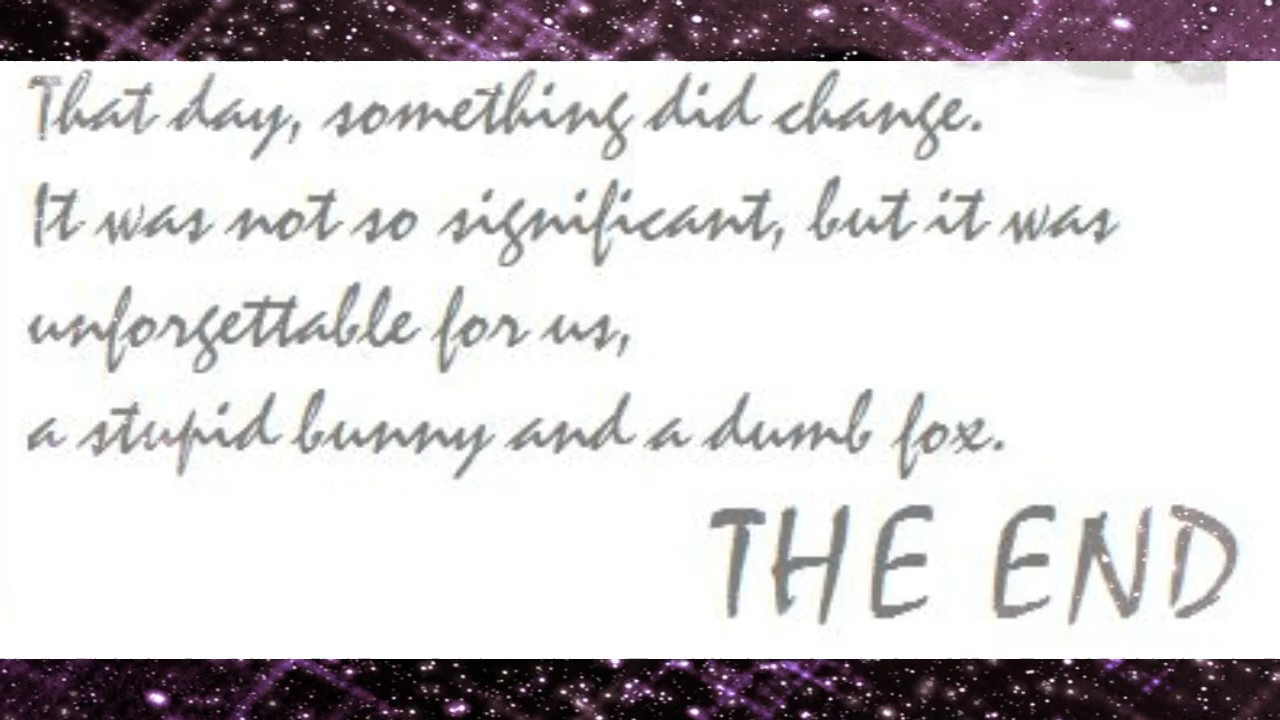 That day, something did change.
It was not so significant, but it was
unforgettable for us,
a stupid bunny and a dumb fox.
THE END